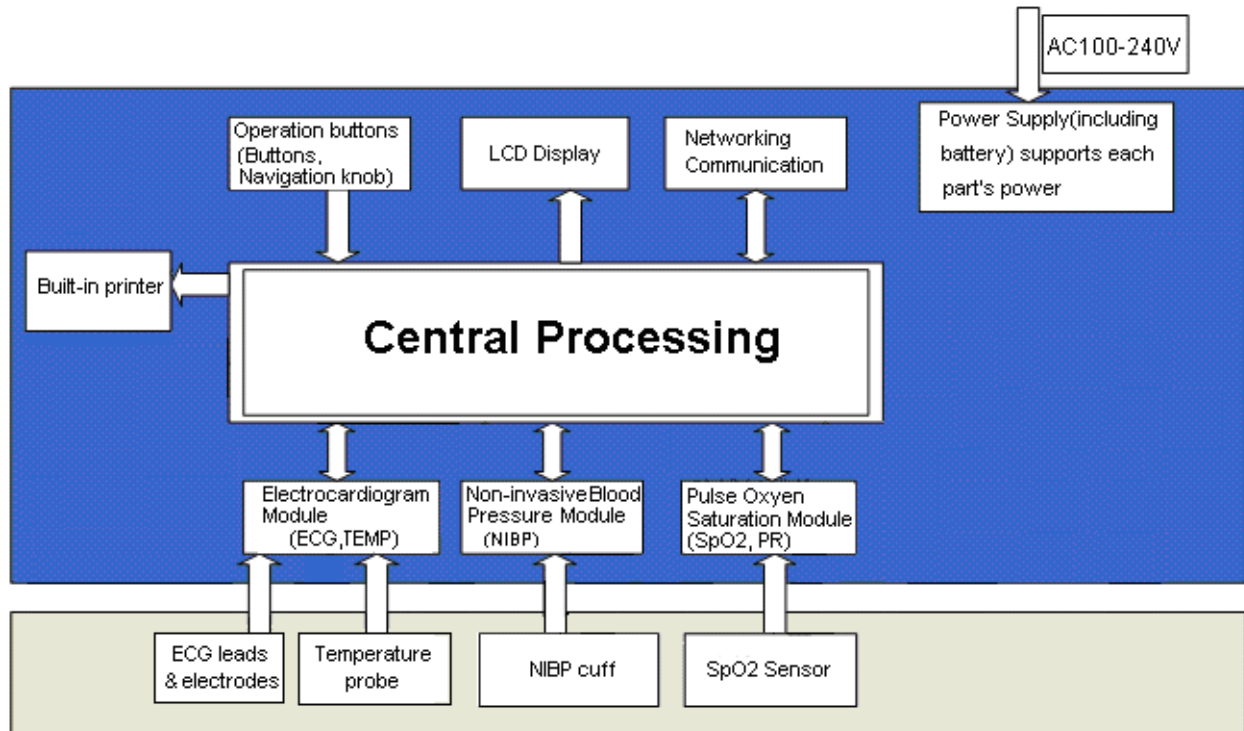 AC100-240V
Operation buttons
(Buttons,
Navigation knob)
LCD Display
Networking
Communication
Power Supply(including
battery) supports each
part's power
Built-in printer
Central Processing
Electrocardiogram
Module
(ECG,TEMP)
Non-invasive Blood
Pressure Module
(NIBP)
Pulse Oxyen
Saturation Module
(SpO2, PR)
ECG leads
& electrodes
Temperature
probe
NIBP cuff
SpO2 Sensor